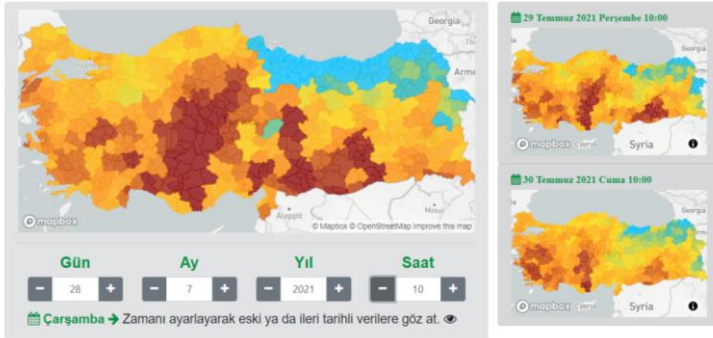 Georgia
Arme
Aleppo
Mosul
mapbox
© Mapbox © OpenStreetMap Improve this map
Gün Ay Yıl Saat
− 28 + − 7 + − 2021 + − 10 +
Çarşamba → Zamanı ayarlayarak eski ya da ileri tarihli verilere göz at.
29 Temmuz 2021 Perşembe 10:00
Georgia
Arme
mapbox Syria
30 Temmuz 2021 Cuma 10:00
Georgia
mapbox Syria